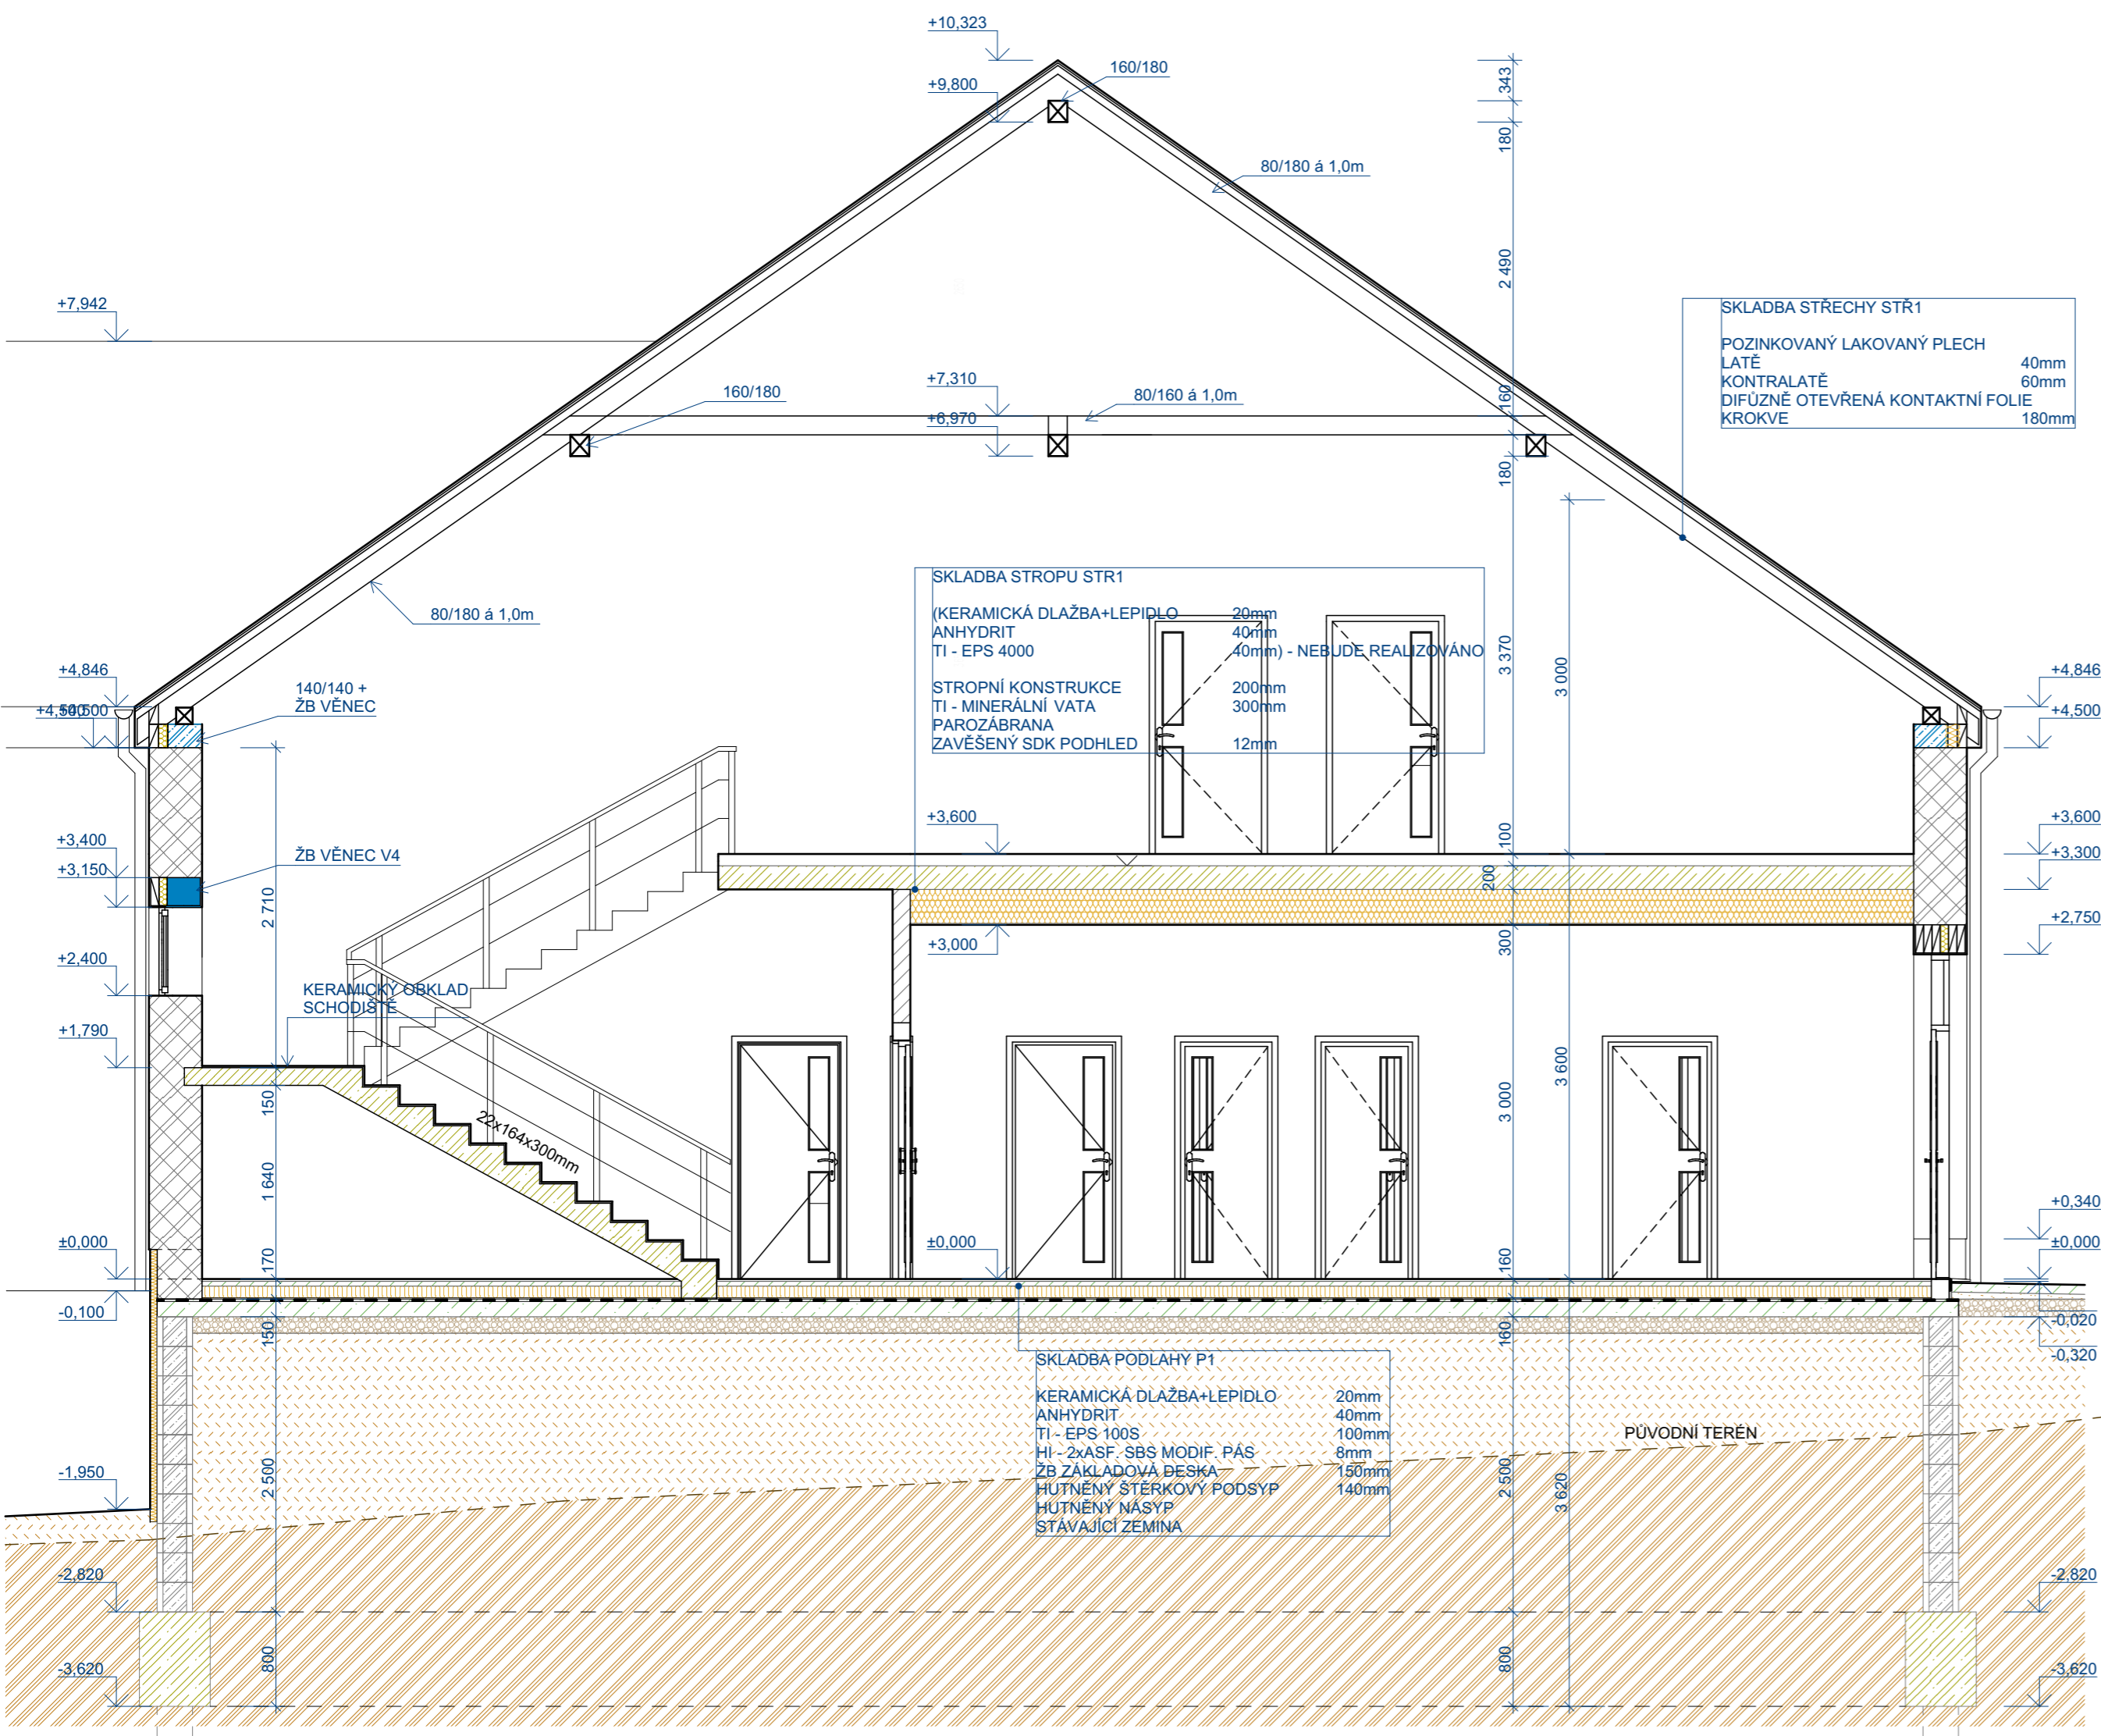 +10,323
160/180
343
+9,800
180
80/180 á 1,0m
2 490
+7,942
SKLADBA STŘECHY STŘ1
POZINKOVANÝ LAKOVANÝ PLECH
LATĚ 40mm
KONTRALATĚ 60mm
DIFŮZNĚ OTEVŘENÁ KONTAKTNÍ FOLIE
KROKVE 180mm
+7,310
160/180
80/160 á 1,0m
160
+6,970
180
SKLADBA STROPU STR1
(KERAMICKÁ DLAŽBA+LEPIDLO 20mm
ANHYDRIT 40mm
TI - EPS 4000 40mm) - NEBUDE REALIZOVÁNO
STROPNÍ KONSTRUKCE 200mm
TI - MINERÁLNÍ VATA 300mm
PAROZÁBRANA
ZAVĚŠENÝ SDK PODHLED 12mm
3 370
3 000
80/180 á 1,0m
+4,846
+4,500
140/140 +
ŽB VĚNEC
+4,846
+4,500
+3,600
100
+3,600
+3,400
ŽB VĚNEC V4
+3,150
+3,300
200
2 710
+2,750
+3,000
300
+2,400
KERAMICKÝ OBKLAD
SCHODIŠTĚ
+1,790
150
22x164x300mm
3 600
3 000
1 640
+0,340
±0,000
170
±0,000
160
±0,000
-0,100
150
160
-0,020
-0,320
SKLADBA PODLAHY P1
KERAMICKÁ DLAŽBA+LEPIDLO 20mm
ANHYDRIT 40mm
TI - EPS 100S 100mm
HI - 2xASF. SBS MODIF. PÁS 8mm
ŽB ZÁKLADOVÁ DESKA 150mm
HUTNĚNÝ ŠTĚRKOVÝ PODSYP 140mm
HUTNĚNÝ NÁSYP
STÁVAJÍCÍ ZEMINA
PŮVODNÍ TERÉN
-1,950
2 500
2 500
3 620
-2,820
-2,820
800
800
-3,620
-3,620